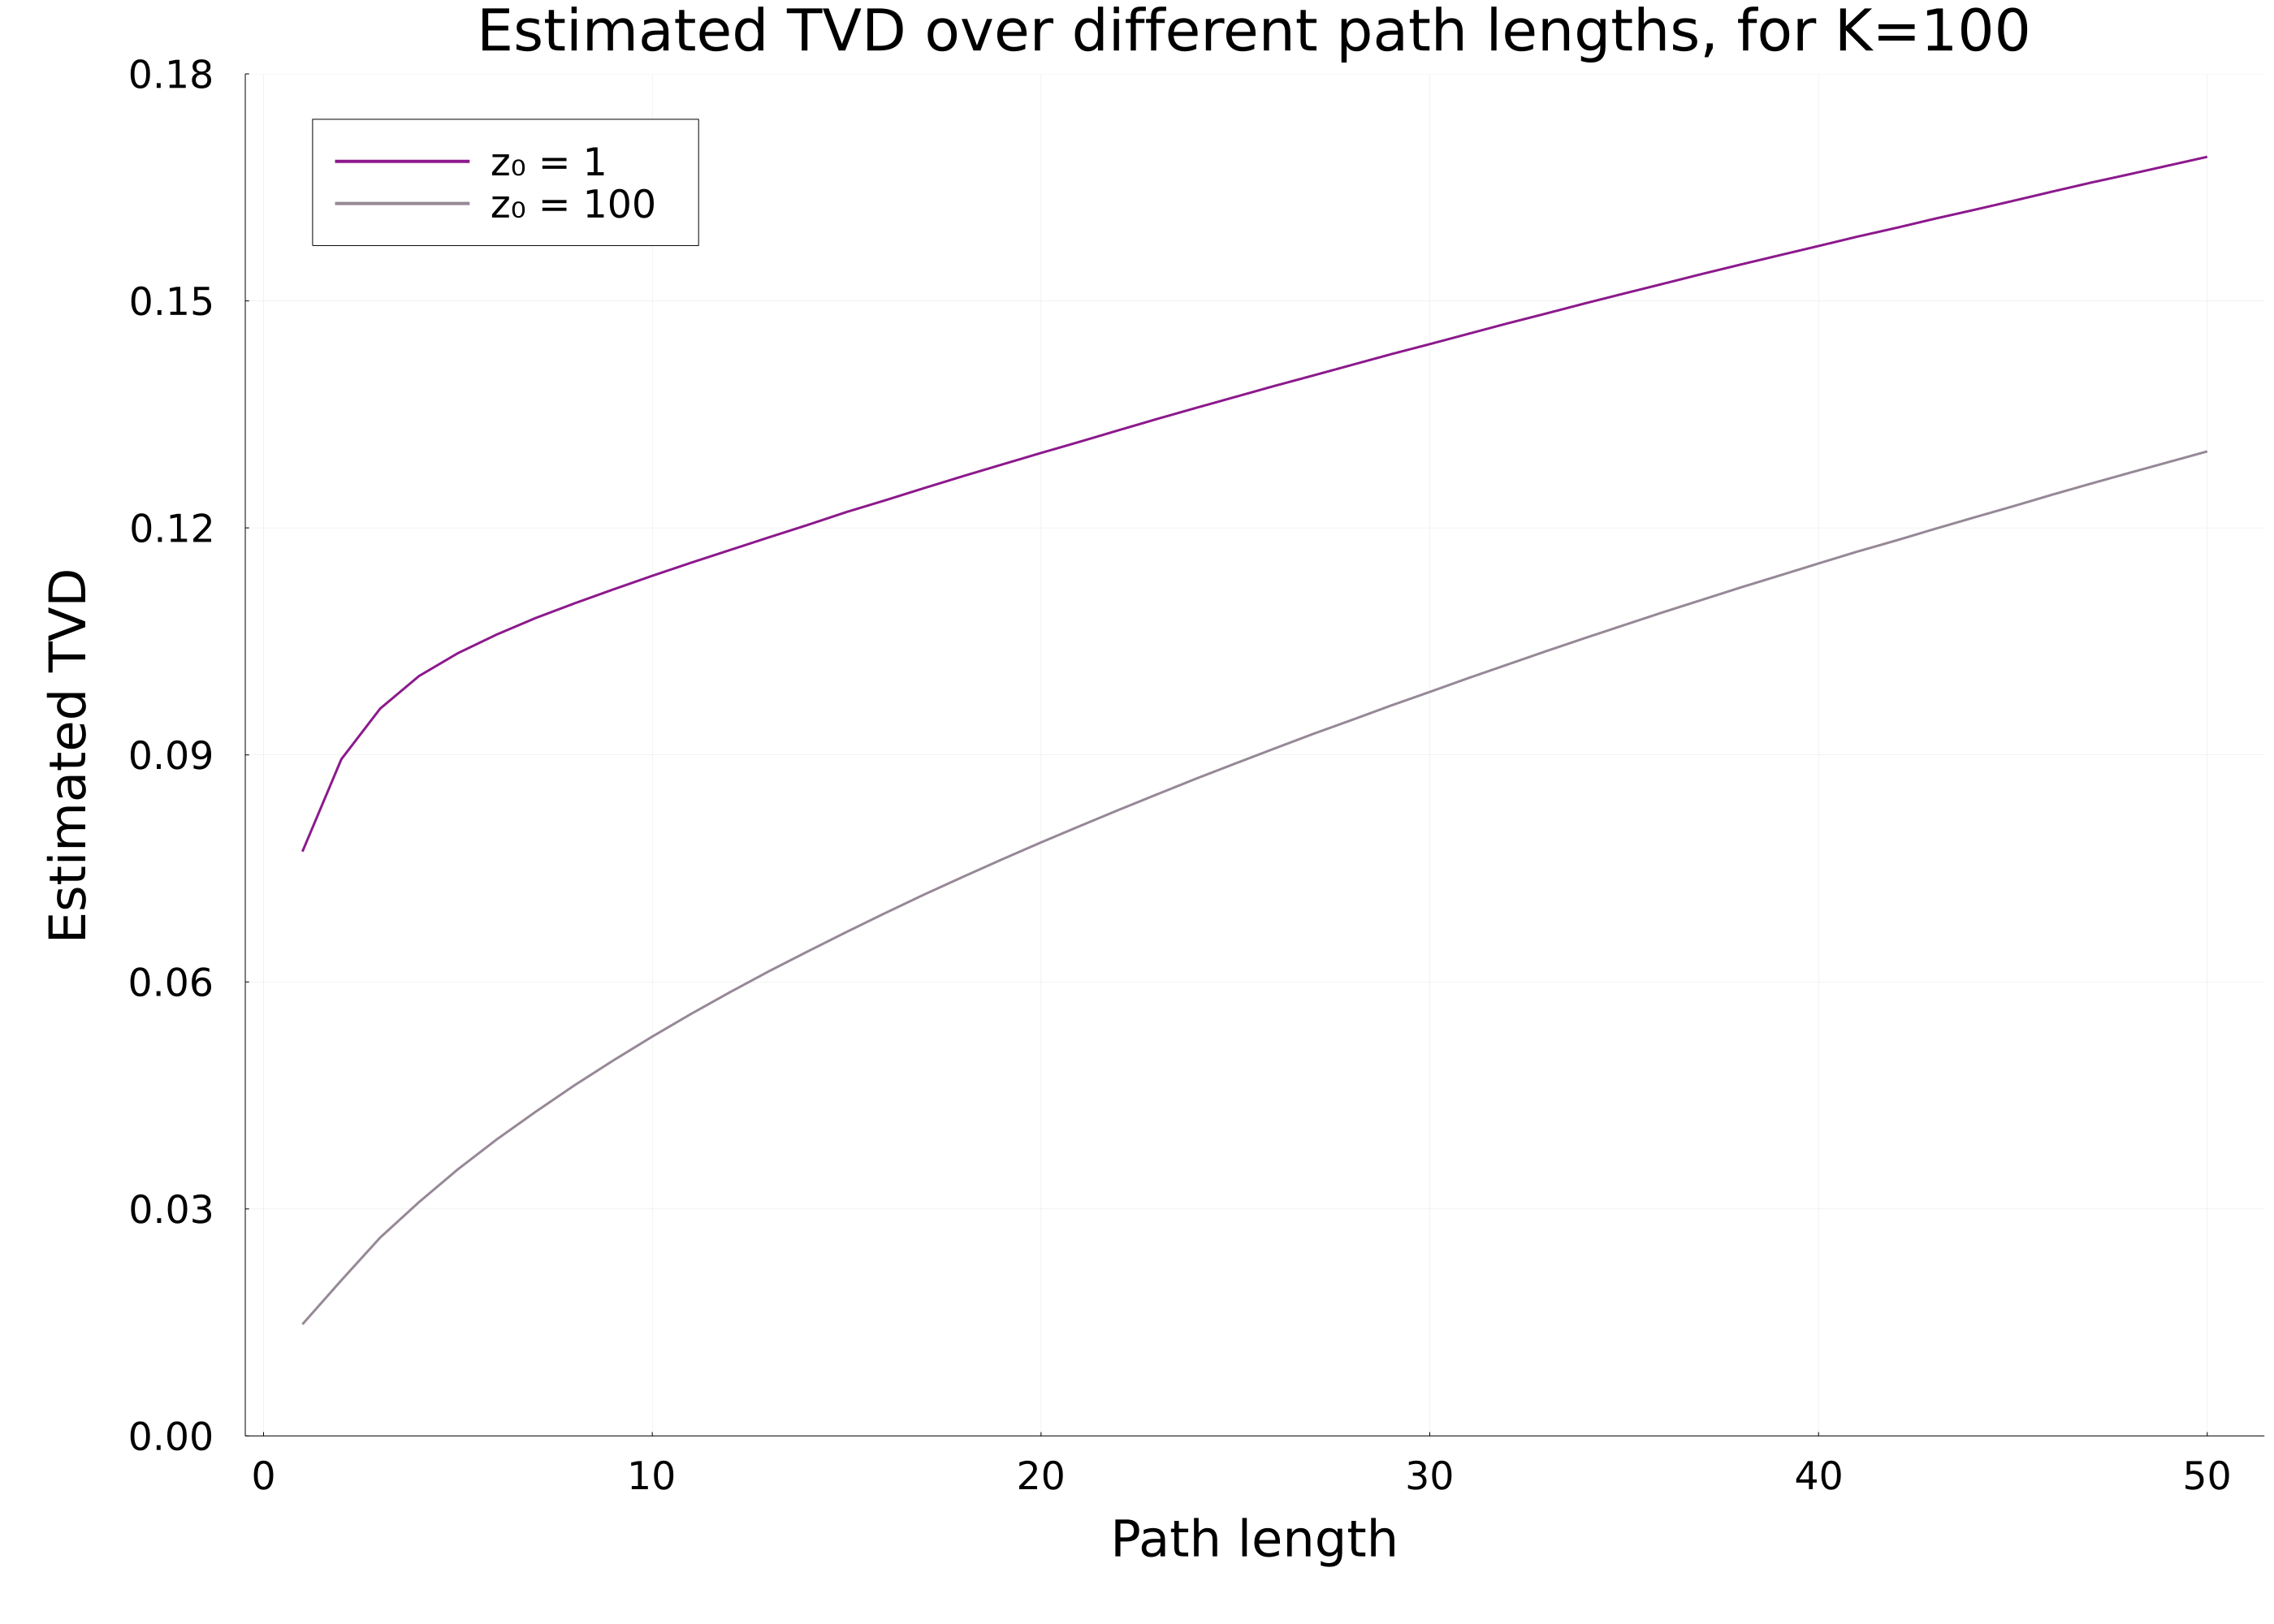 Estimated TVD over different path lengths, for K=100
z₀ = 1
z₀ = 100
Estimated TVD
0.18
0.15
0.12
0.09
0.06
0.03
0.00
0 10 20 30 40 50
Path length